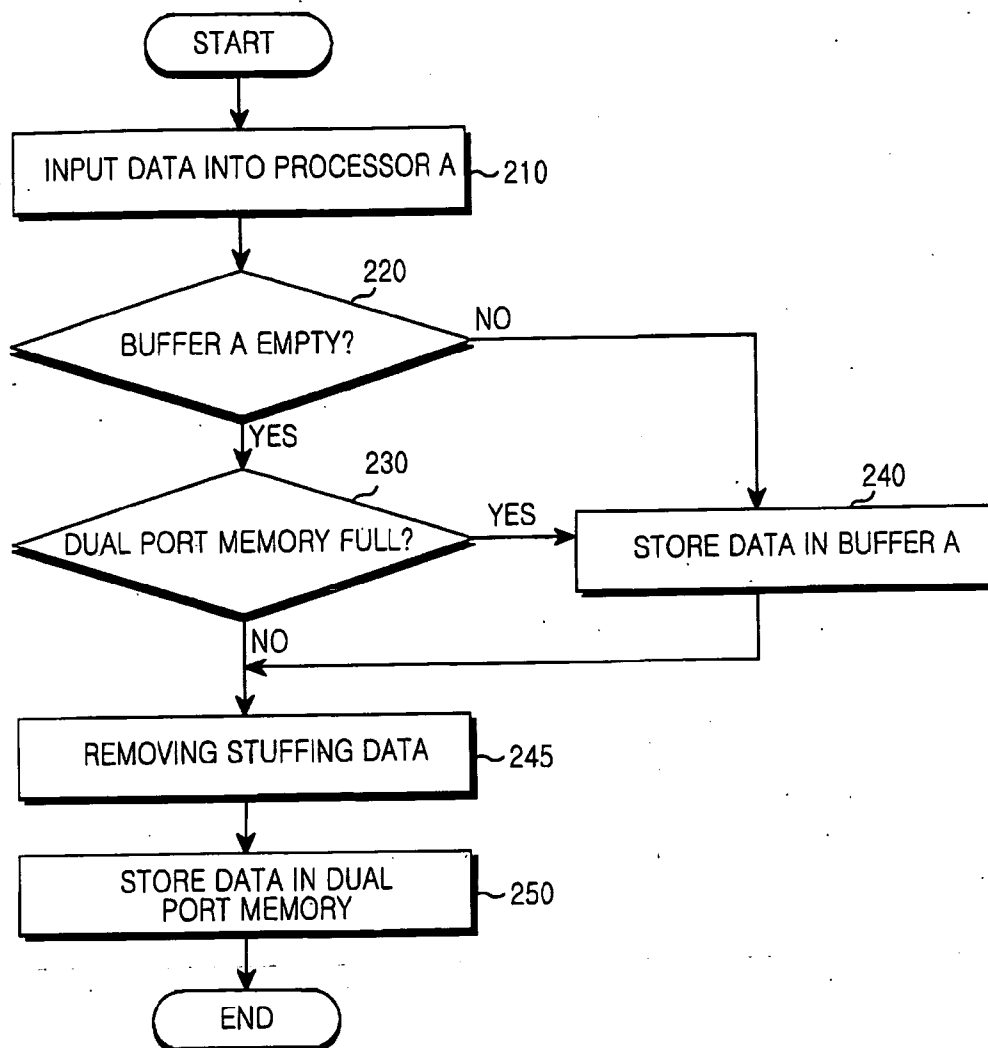 START
INPUT DATA INTO PROCESSOR A
210
220
BUFFER A EMPTY?
NO
YES
230
DUAL PORT MEMORY FULL?
YES
240
STORE DATA IN BUFFER A
NO
REMOVING STUFFING DATA
245
STORE DATA IN DUAL
PORT MEMORY
250
END